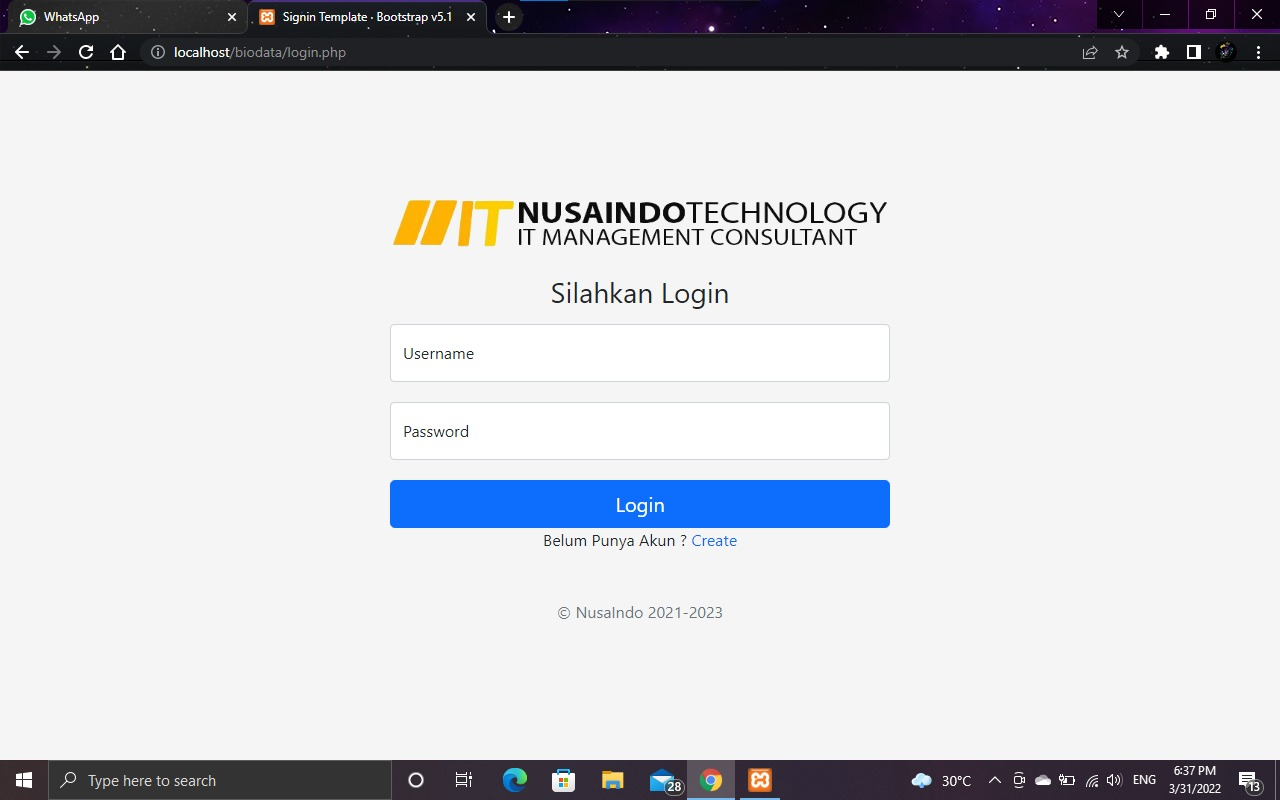 WhatsApp
Signin Template · Bootstrap v5.1
localhost/biodata/login.php
IT NUSAINDOTECHNOLOGY
IT MANAGEMENT CONSULTANT
Silahkan Login
Username
Password
Login
Belum Punya Akun ? Create
© NusaIndo 2021-2023
Type here to search
28
30°C
ENG
6:37 PM
3/31/2022
13